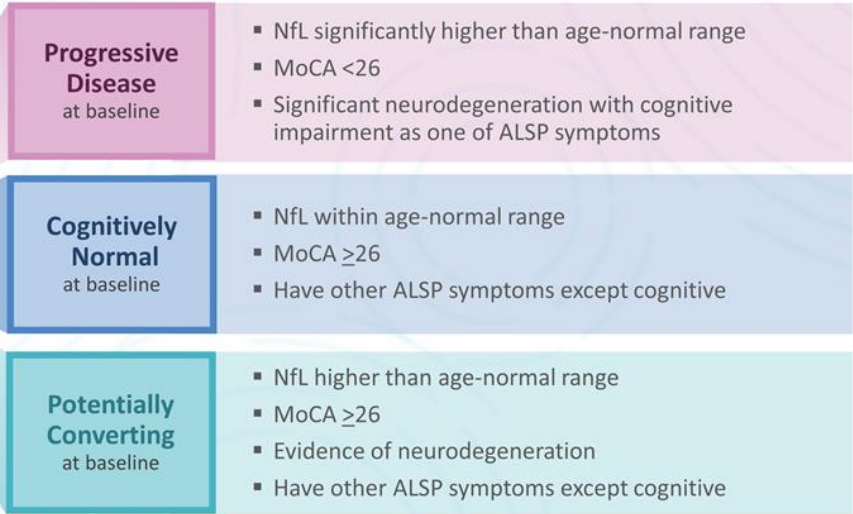 Progressive
Disease
at baseline
▪ NfL significantly higher than age-normal range
▪ MoCA <26
▪ Significant neurodegeneration with cognitive
impairment as one of ALSP symptoms
Cognitively
Normal
at baseline
▪ NfL within age-normal range
▪ MoCA ≥26
▪ Have other ALSP symptoms except cognitive
Potentially
Converting
at baseline
▪ NfL higher than age-normal range
▪ MoCA ≥26
▪ Evidence of neurodegeneration
▪ Have other ALSP symptoms except cognitive